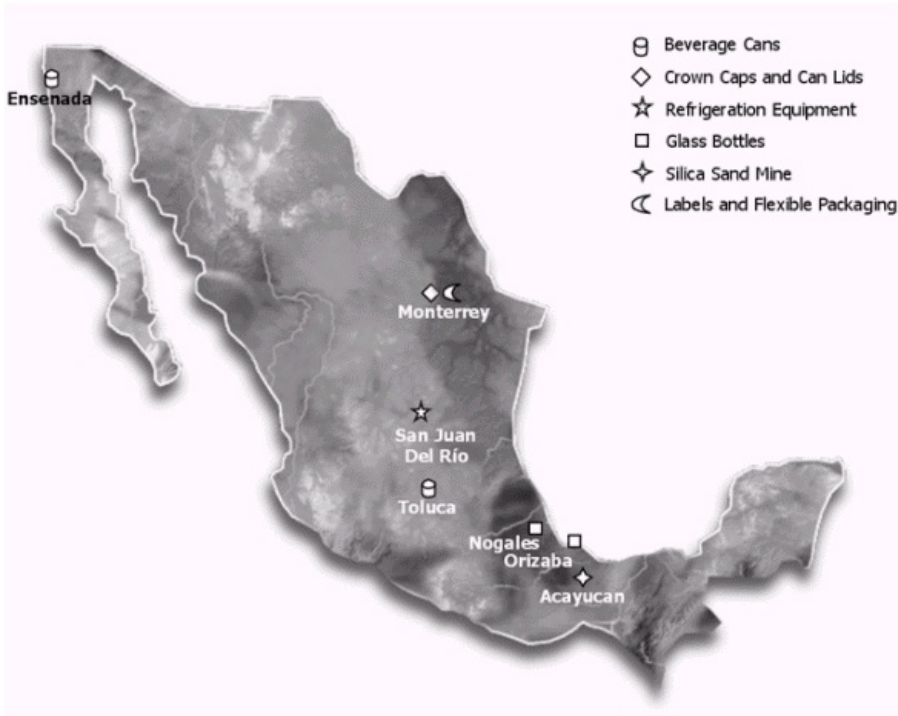 Beverage Cans
Crown Caps and Can Lids
Refrigeration Equipment
Glass Bottles
Silica Sand Mine
Labels and Flexible Packaging
Ensenada
Monterrey
San Juan
Del Río
Toluca
Nogales
Orizaba
Acayucan